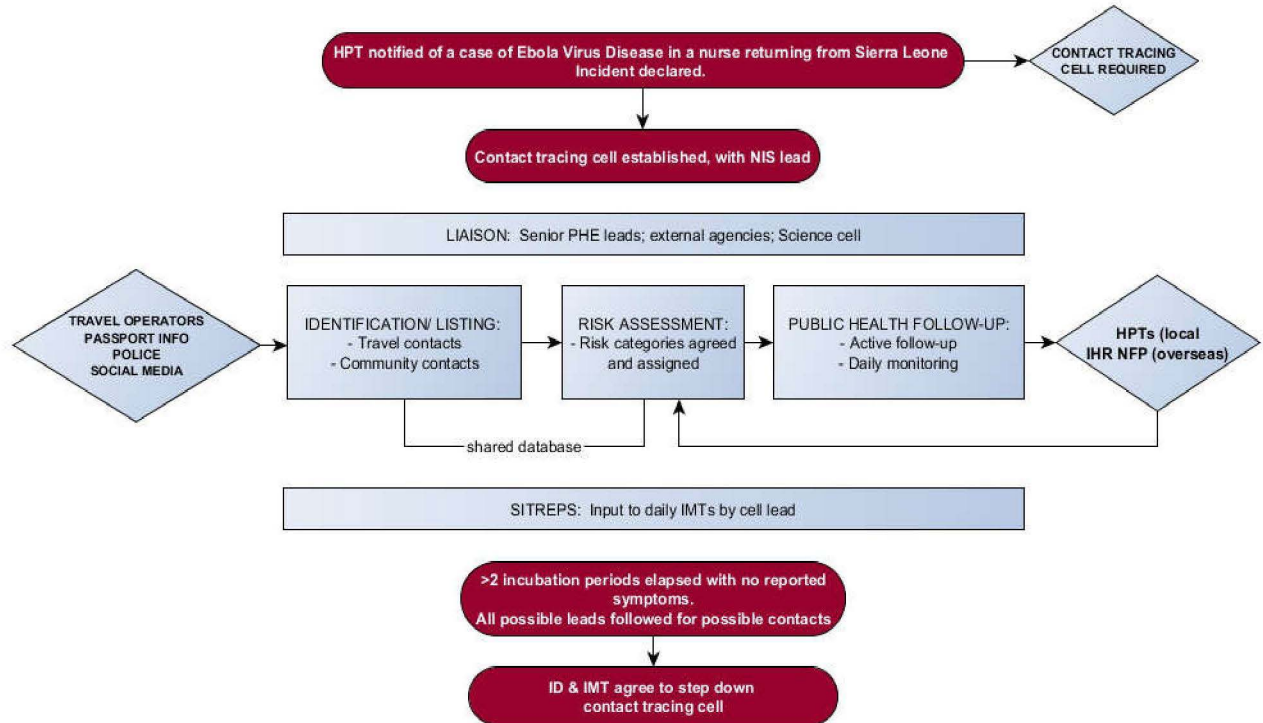 HPT notified of a case of Ebola Virus Disease in a nurse returning from Sierra Leone
Incident declared.
CONTACT TRACING
CELL REQUIRED
Contact tracing cell established, with NIS lead
LIAISON: Senior PHE leads; external agencies; Science cell
TRAVEL OPERATORS
PASSPORT INFO
POLICE
SOCIAL MEDIA
IDENTIFICATION/ LISTING:
- Travel contacts
- Community contacts
RISK ASSESSMENT:
- Risk categories agreed
and assigned
PUBLIC HEALTH FOLLOW-UP:
- Active follow-up
- Daily monitoring
HPTs (local
IHR NFP (overseas)
shared database
SITREPS: Input to daily IMTs by cell lead
>2 incubation periods elapsed with no reported
symptoms.
All possible leads followed for possible contacts
ID & IMT agree to step down
contact tracing cell